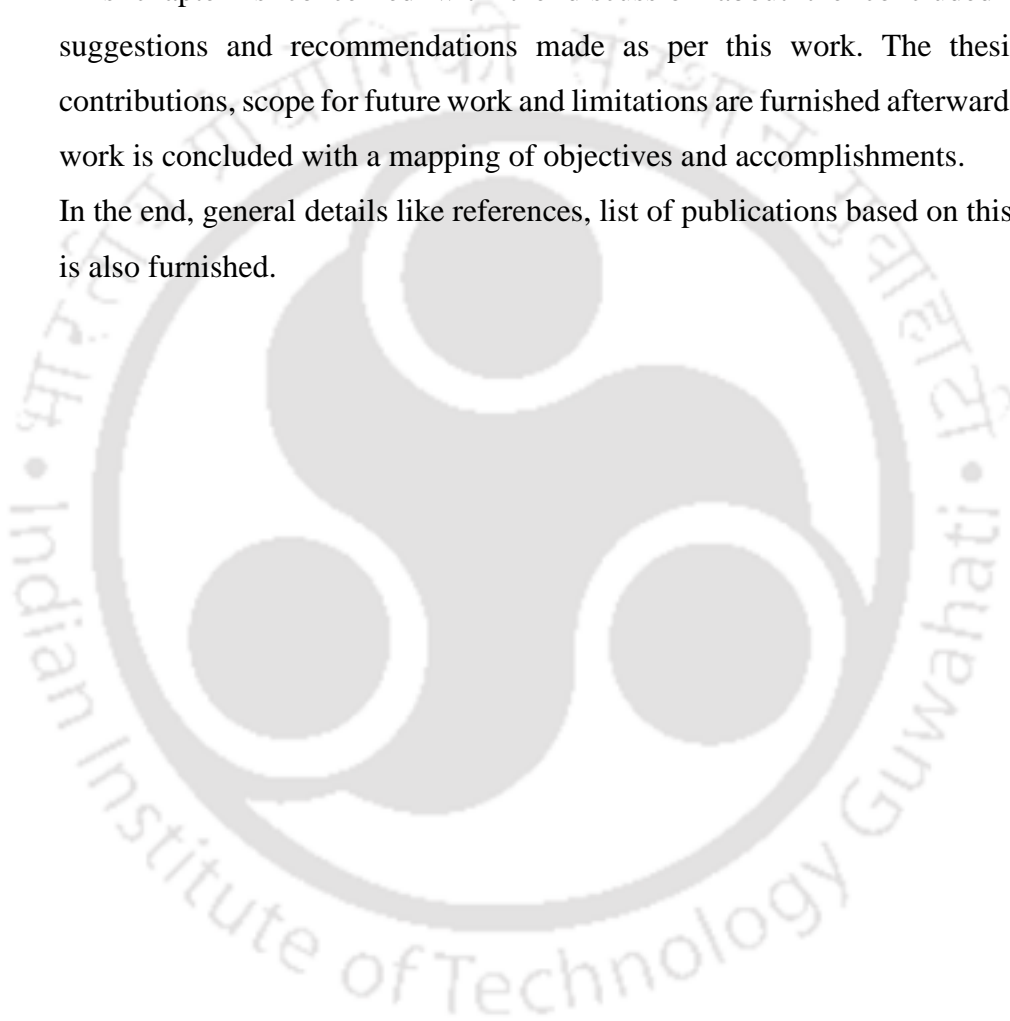 suggestions and recommendations made as per this work. The thesi
contributions, scope for future work and limitations are furnished afterward
work is concluded with a mapping of objectives and accomplishments.
In the end, general details like references, list of publications based on this
is also furnished.
भारतीय प्रौद्योगिकी संस्थान गुवाहाटी
Indian Institute of Technology Guwahati